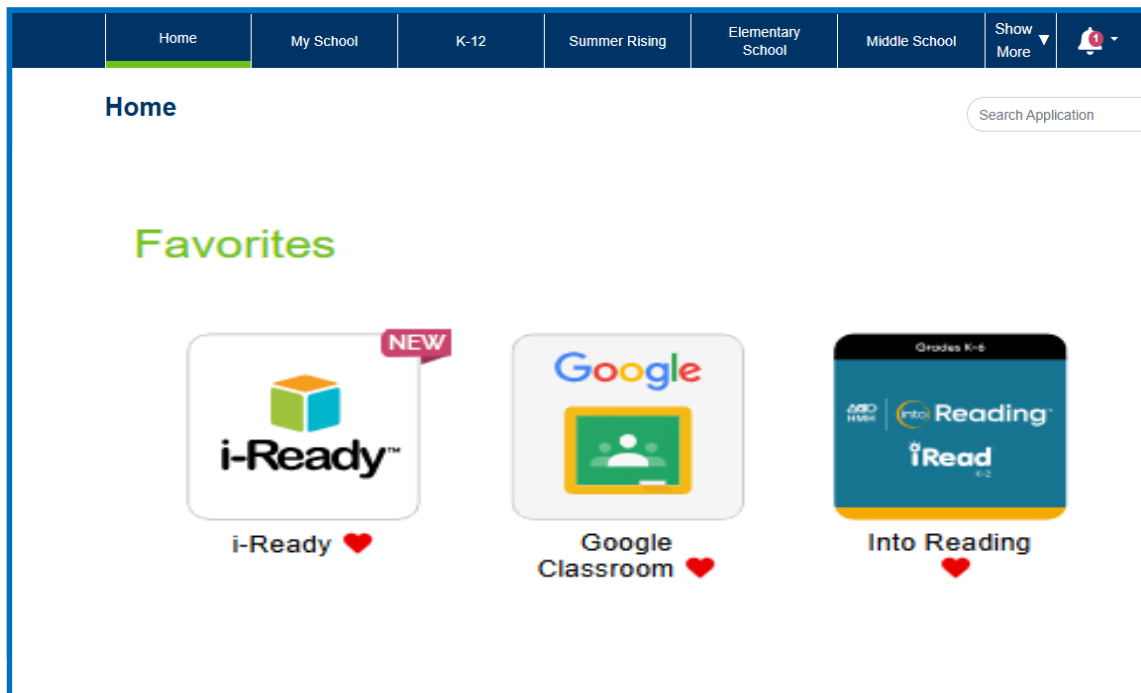 Home
My School
K-12
Summer Rising
Elementary
School
Middle School
Show
More
1
Home
Search Application
Favorites
NEW
i-Ready™
i-Ready
Google
Google
Classroom
Grades K-6
HMH
into Reading
iRead
K-2
Into Reading